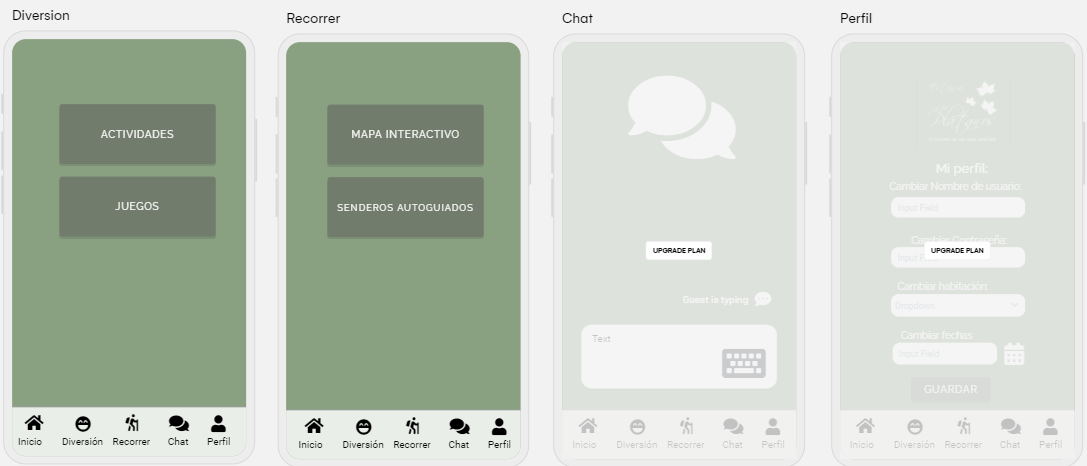 Diversion
Recorrer
Chat
Perfil
ACTIVIDADES
JUEGOS
Inicio
Diversión
Recorrer
Chat
Perfil
MAPA INTERACTIVO
SENDEROS AUTOGUIADOS
Inicio
Diversión
Recorrer
Chat
Perfil
UPGRADE PLAN
Guest is typing
Text
Inicio
Diversión
Recorrer
Chat
Perfil
Platanos
Mi perfil:
Cambiar Nombre de usuario:
Input Field
UPGRADE PLAN
Cambiar habitación:
Dropdown
Cambiar fechas
Input Field
GUARDAR
Inicio
Diversión
Recorrer
Chat
Perfil